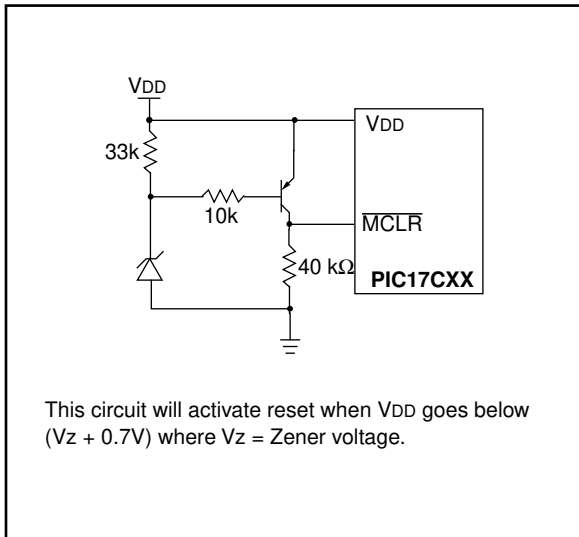 VDD
VDD
33k
10k
MCLR
40 kΩ
PIC17CXX
This circuit will activate reset when VDD goes below
(Vz + 0.7V) where Vz = Zener voltage.